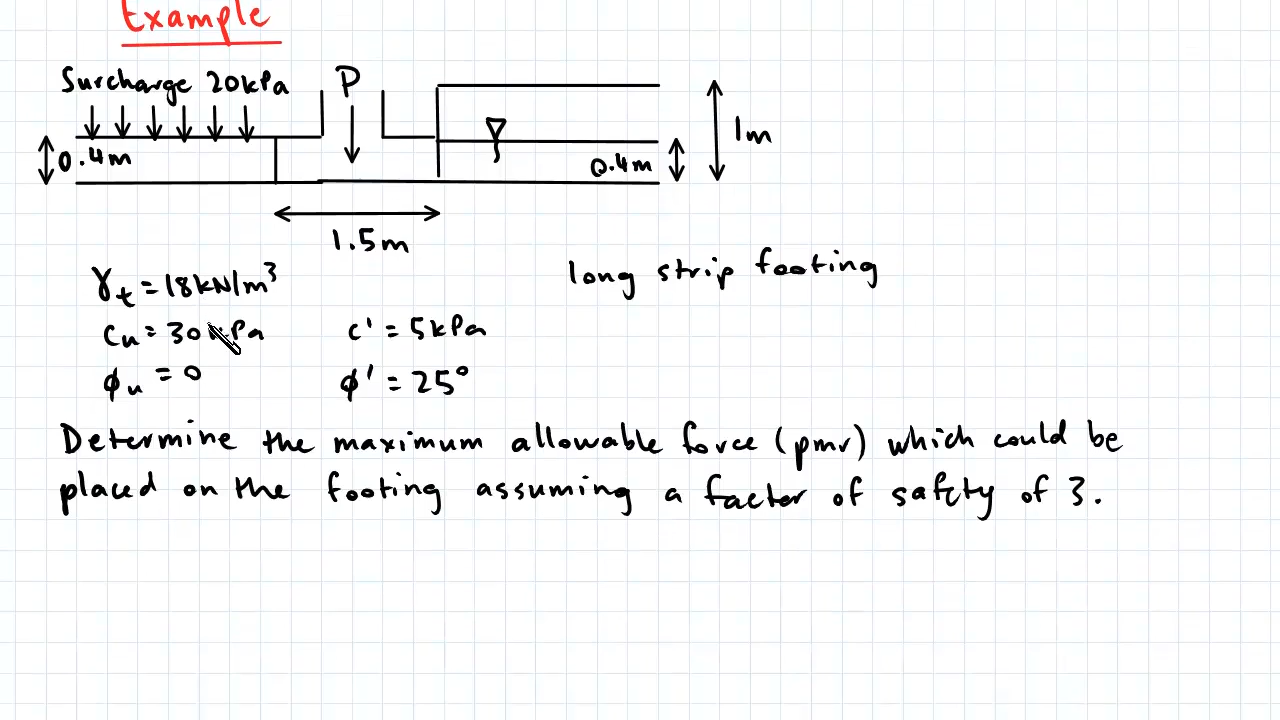 Example
Surcharge 20kPa P
0.4m 0.4m 1m
1.5m
γt = 18kN/m³ long strip footing
cu = 30kPa c' = 5kPa
ϕu = 0 ϕ' = 25°
Determine the maximum allowable force (pmr) which could be
placed on the footing assuming a factor of safety of 3.